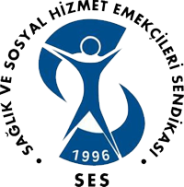 SAĞLIK VE SOSYAL HİZMET EMEKÇİLERİ SENDİKASI
1996
SES